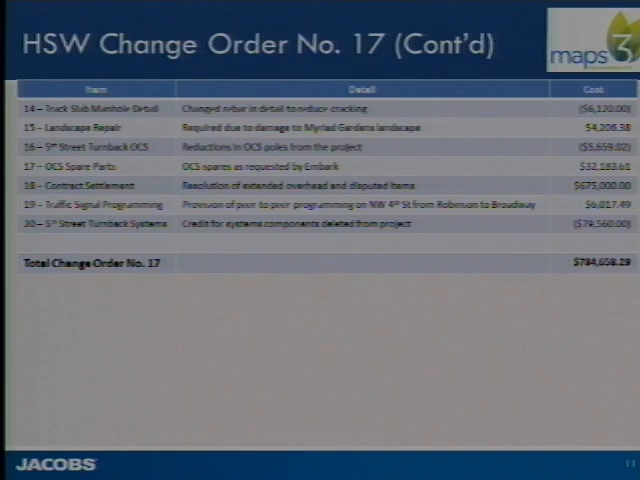 HSW Change Order No. 17 (Cont'd)
maps 3
Item Detail Cost
14 – Track Slab Manhole Detail Changed rebar in detail to reduce cracking ($6,120.00)
15 – Landscape Repair Required due to damage to Myriad Gardens landscape $4,206.38
16 – 5th Street Turnback OCS Reductions in OCS poles from the project ($5,659.02)
17 – OCS Spare Parts OCS spares as requested by Embark $32,183.61
18 – Contract Settlement Resolution of extended overhead and disputed items $675,000.00
19 – Traffic Signal Programming Provision of peer to peer programming on NW 4th St from Robinson to Broadway $6,017.49
20 – 5th Street Turnback Systems Credit for systems components deleted from project ($79,560.00)
Total Change Order No. 17 $784,658.29
JACOBS 11